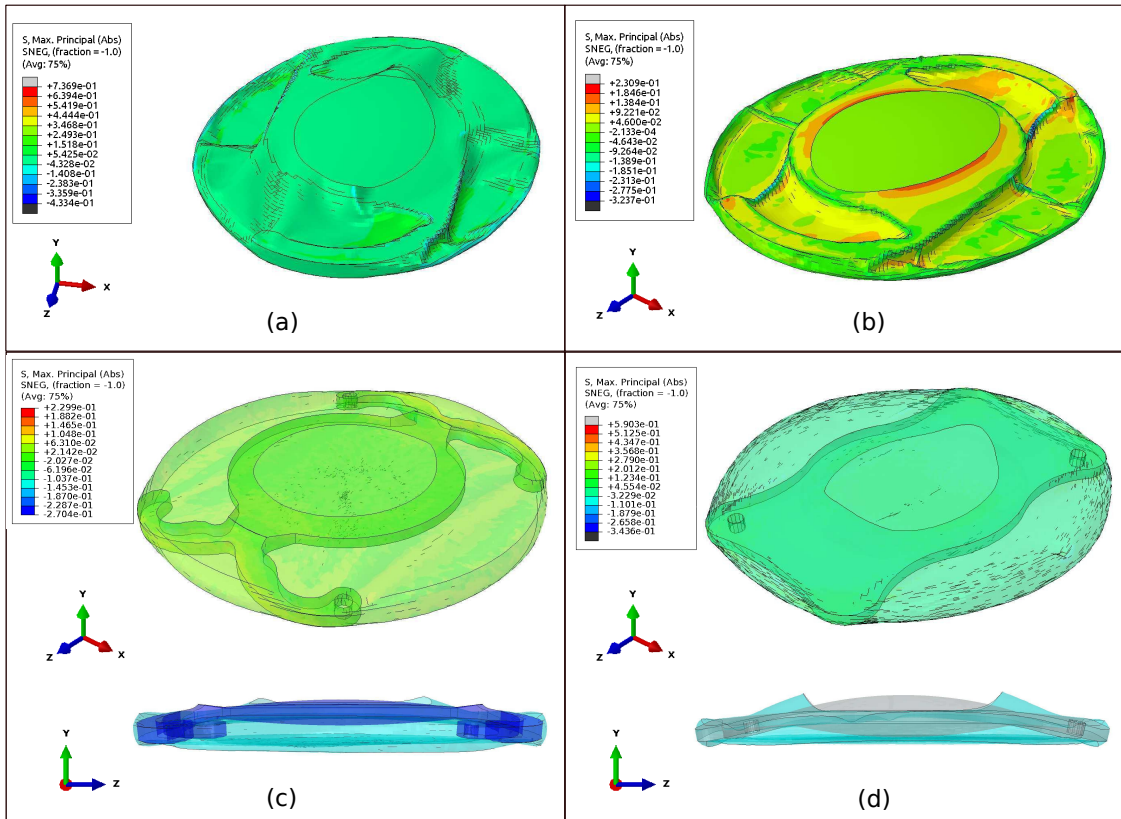 S, Max. Principal (Abs)
SNEG, (fraction = -1.0)
(Avg: 75%)
+7.369e-01
+6.394e-01
+5.419e-01
+4.444e-01
+3.468e-01
+2.493e-01
+1.518e-01
+5.425e-02
-4.328e-02
-1.408e-01
-2.383e-01
-3.359e-01
-4.334e-01
Y
X
Z
(a)
S, Max. Principal (Abs)
SNEG, (fraction = -1.0)
(Avg: 75%)
+2.309e-01
+1.846e-01
+1.384e-01
+9.221e-02
+4.600e-02
-2.133e-04
-4.643e-02
-9.264e-02
-1.389e-01
-1.851e-01
-2.313e-01
-2.775e-01
-3.237e-01
Y
Z
X
(b)
S, Max. Principal (Abs)
SNEG, (fraction = -1.0)
(Avg: 75%)
+2.299e-01
+1.882e-01
+1.465e-01
+1.048e-01
+6.310e-02
+2.142e-02
-2.027e-02
-6.196e-02
-1.037e-01
-1.453e-01
-1.870e-01
-2.287e-01
-2.704e-01
Y
Z
X
Y
Z
(c)
S, Max. Principal (Abs)
SNEG, (fraction = -1.0)
(Avg: 75%)
+5.903e-01
+5.125e-01
+4.347e-01
+3.568e-01
+2.790e-01
+2.012e-01
+1.234e-01
+4.554e-02
-3.229e-02
-1.101e-01
-1.879e-01
-2.658e-01
-3.436e-01
Y
Z
X
Y
Z
(d)